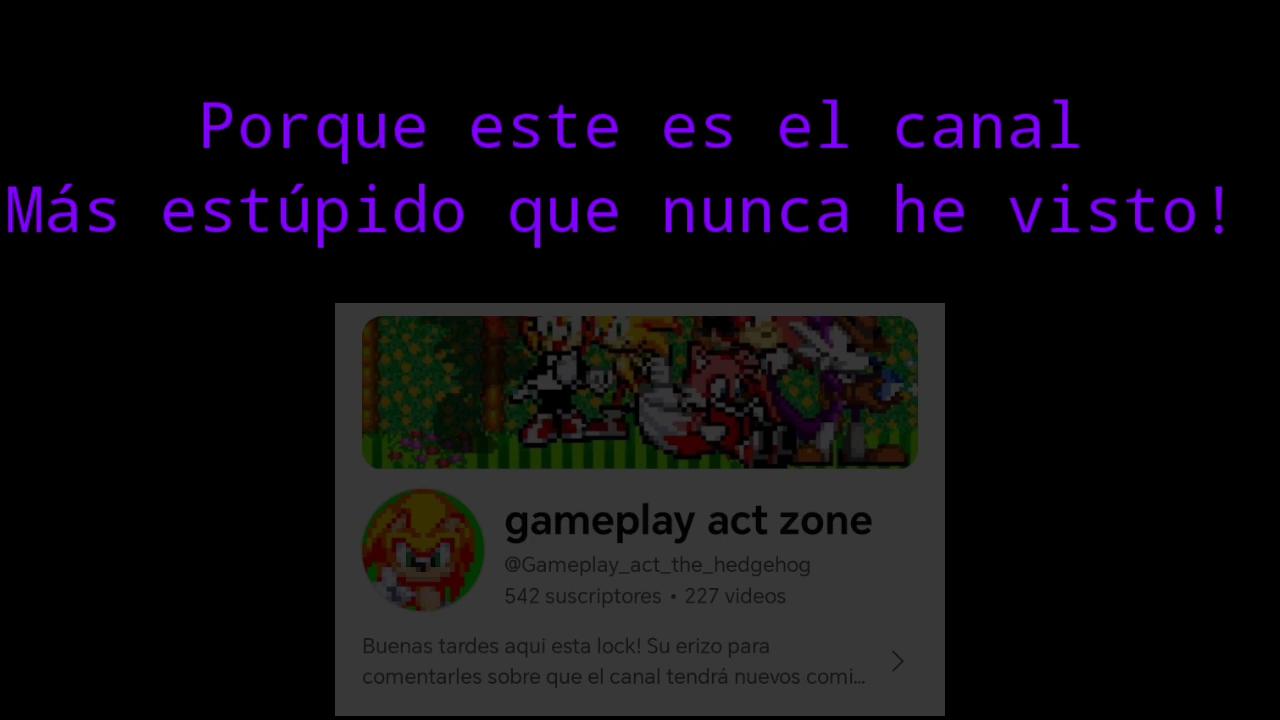 Porque este es el canal
Más estúpido que nunca he visto!
gameplay act zone
@Gameplay_act_the_hedgehog
542 suscriptores • 227 videos
Buenas tardes aqui esta lock! Su erizo para
comentarles sobre que el canal tendrá nuevos comi...